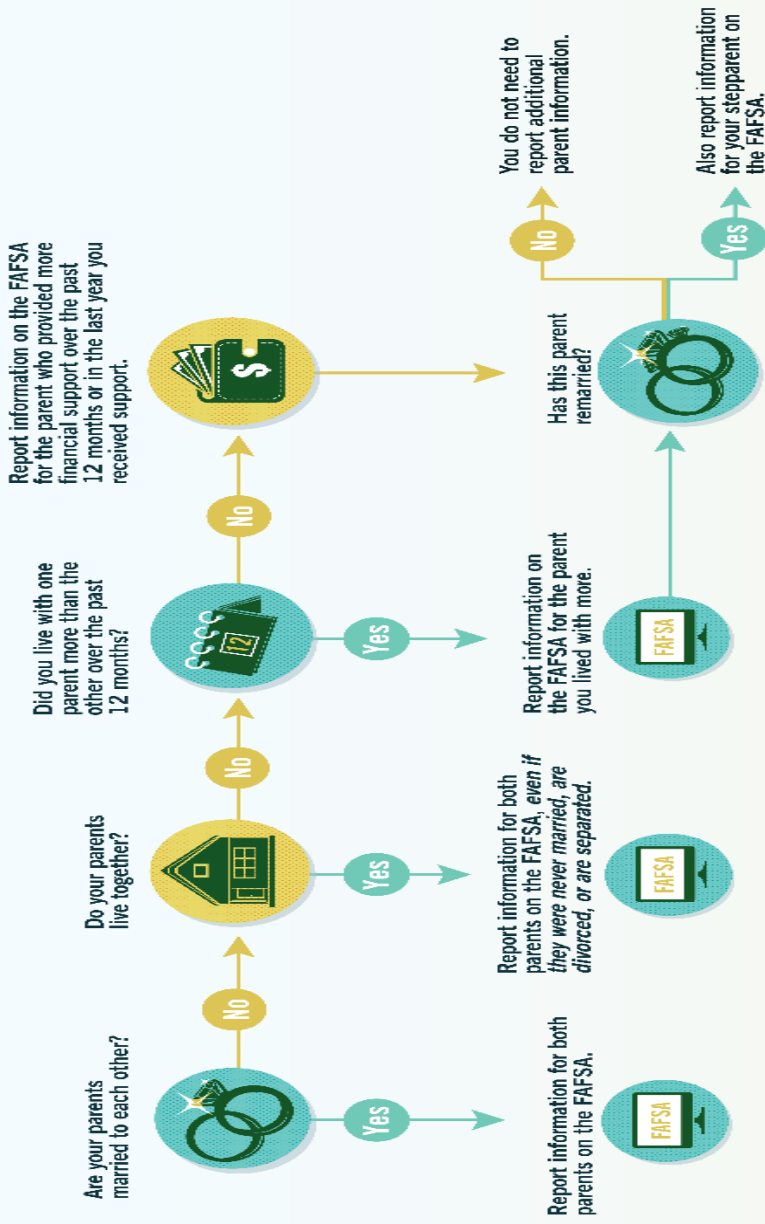 Are your parents
married to each other?
No
Yes
Report information for both
parents on the FAFSA.
FAFSA
Do your parents
live together?
No
Yes
Report information for both
parents on the FAFSA, even if
they were never married, are
divorced, or are separated.
FAFSA
Did you live with one
parent more than the
other over the past
12 months?
12
No
Yes
Report information on
the FAFSA for the parent
you lived with more.
FAFSA
Report information on the FAFSA
for the parent who provided more
financial support over the past
12 months or in the last year you
received support.
$
Has this parent
remarried?
No
You do not need to
report additional
parent information.
Yes
Also report information
for your stepparent on
the FAFSA.